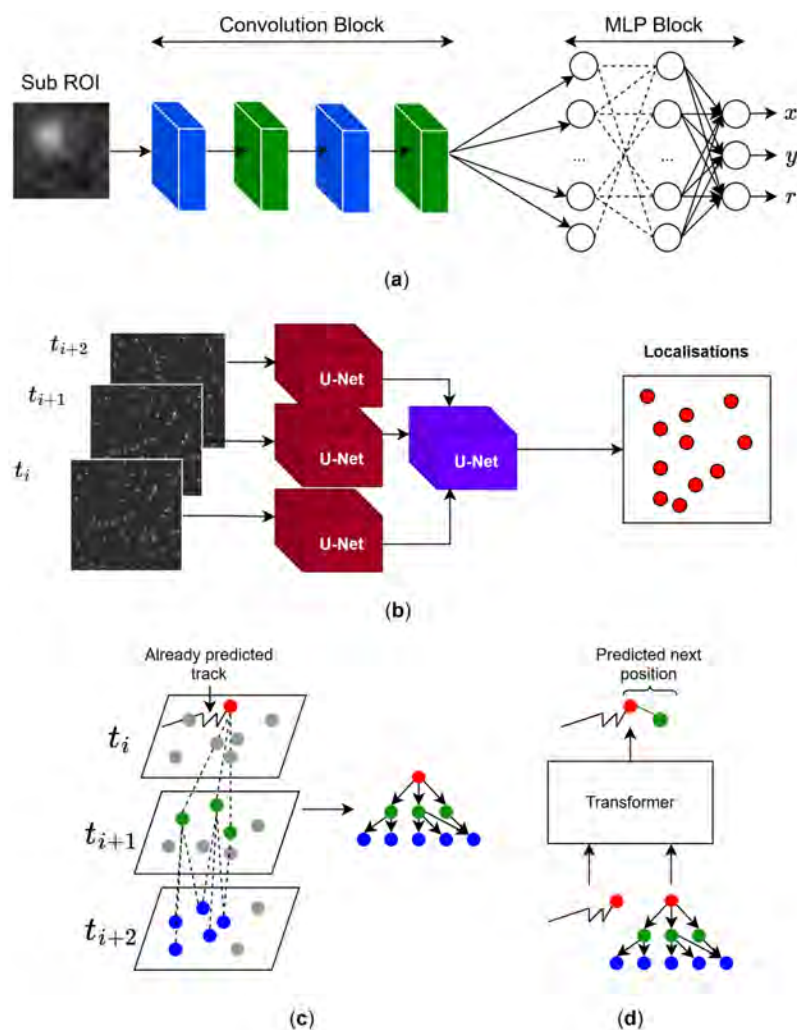 Convolution Block
MLP Block
Sub ROI
x
y
r
...
...
(a)
t_{i+2}
t_{i+1}
t_i
U-Net
U-Net
U-Net
U-Net
Localisations
(b)
Already predicted
track
t_i
t_{i+1}
t_{i+2}
(c)
Predicted next
position
Transformer
(d)